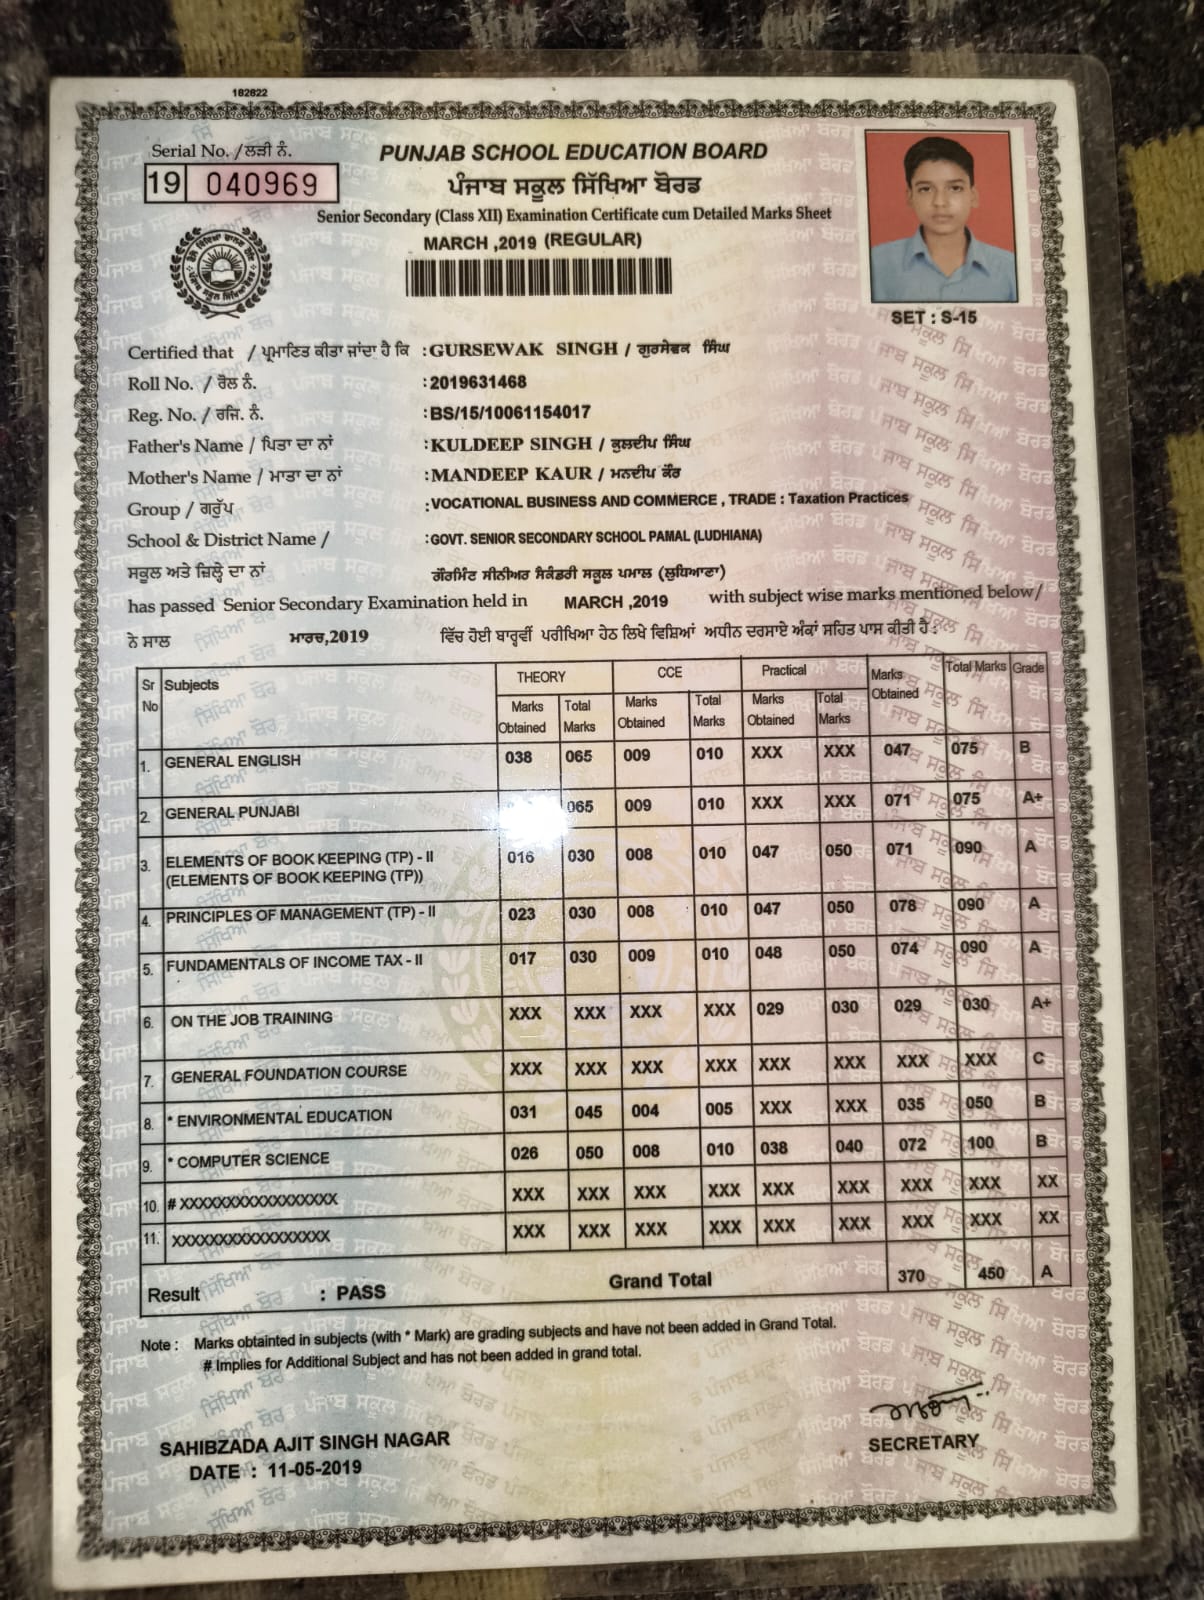 182622
Serial No. /ਲੜੀ ਨੰ.
19 040969
PUNJAB SCHOOL EDUCATION BOARD
ਪੰਜਾਬ ਸਕੂਲ ਸਿੱਖਿਆ ਬੋਰਡ
Senior Secondary (Class XII) Examination Certificate cum Detailed Marks Sheet
MARCH ,2019 (REGULAR)
SET : S-15
Certified that / ਪ੍ਰਮਾਣਿਤ ਕੀਤਾ ਜਾਂਦਾ ਹੈ ਕਿ :GURSEWAK SINGH / ਗੁਰਸੇਵਕ ਸਿੰਘ
Roll No. / ਰੋਲ ਨੰ. :2019631468
Reg. No. / ਰਜਿ. ਨੰ. :BS/15/10061154017
Father's Name / ਪਿਤਾ ਦਾ ਨਾਂ :KULDEEP SINGH / ਕੁਲਦੀਪ ਸਿੰਘ
Mother's Name / ਮਾਤਾ ਦਾ ਨਾਂ :MANDEEP KAUR / ਮਨਦੀਪ ਕੌਰ
Group / ਗਰੁੱਪ :VOCATIONAL BUSINESS AND COMMERCE , TRADE : Taxation Practices
School & District Name / :GOVT. SENIOR SECONDARY SCHOOL PAMAL (LUDHIANA)
ਸਕੂਲ ਅਤੇ ਜ਼ਿਲ੍ਹੇ ਦਾ ਨਾਂ ਗੌਰਮਿੰਟ ਸੀਨੀਅਰ ਸੈਕੰਡਰੀ ਸਕੂਲ ਪਮਾਲ (ਲੁਧਿਆਣਾ)
has passed Senior Secondary Examination held in MARCH ,2019 with subject wise marks mentioned below/
ਨੇ ਸਾਲ ਮਾਰਚ,2019 ਵਿੱਚ ਹੋਈ ਬਾਰ੍ਹਵੀਂ ਪਰੀਖਿਆ ਹੇਠ ਲਿਖੇ ਵਿਸ਼ਿਆਂ ਅਧੀਨ ਦਰਸਾਏ ਅੰਕਾਂ ਸਹਿਤ ਪਾਸ ਕੀਤੀ ਹੈ :
Sr No Subjects THEORY CCE Practical Marks Obtained Total Marks Grade
Marks Obtained Total Marks Marks Obtained Total Marks Marks Obtained Total Marks
1. GENERAL ENGLISH 038 065 009 010 XXX XXX 047 075 B
2. GENERAL PUNJABI 065 009 010 XXX XXX 071 075 A+
3. ELEMENTS OF BOOK KEEPING (TP) - II 016 030 008 010 047 050 071 090 A
(ELEMENTS OF BOOK KEEPING (TP))
4. PRINCIPLES OF MANAGEMENT (TP) - II 023 030 008 010 047 050 078 090 A
5. FUNDAMENTALS OF INCOME TAX - II 017 030 009 010 048 050 074 090 A
6. ON THE JOB TRAINING XXX XXX XXX XXX 029 030 029 030 A+
7. GENERAL FOUNDATION COURSE XXX XXX XXX XXX XXX XXX XXX XXX C
8. * ENVIRONMENTAL EDUCATION 031 045 004 005 XXX XXX 035 050 B
9. * COMPUTER SCIENCE 026 050 008 010 038 040 072 100 B
10. # XXXXXXXXXXXXXXXXX XXX XXX XXX XXX XXX XXX XXX XXX XX
11. XXXXXXXXXXXXXXXXX XXX XXX XXX XXX XXX XXX XXX XXX XX
Result : PASS Grand Total 370 450 A
Note : Marks obtainted in subjects (with * Mark) are grading subjects and have not been added in Grand Total.
# Implies for Additional Subject and has not been added in grand total.
SAHIBZADA AJIT SINGH NAGAR
DATE : 11-05-2019
SECRETARY